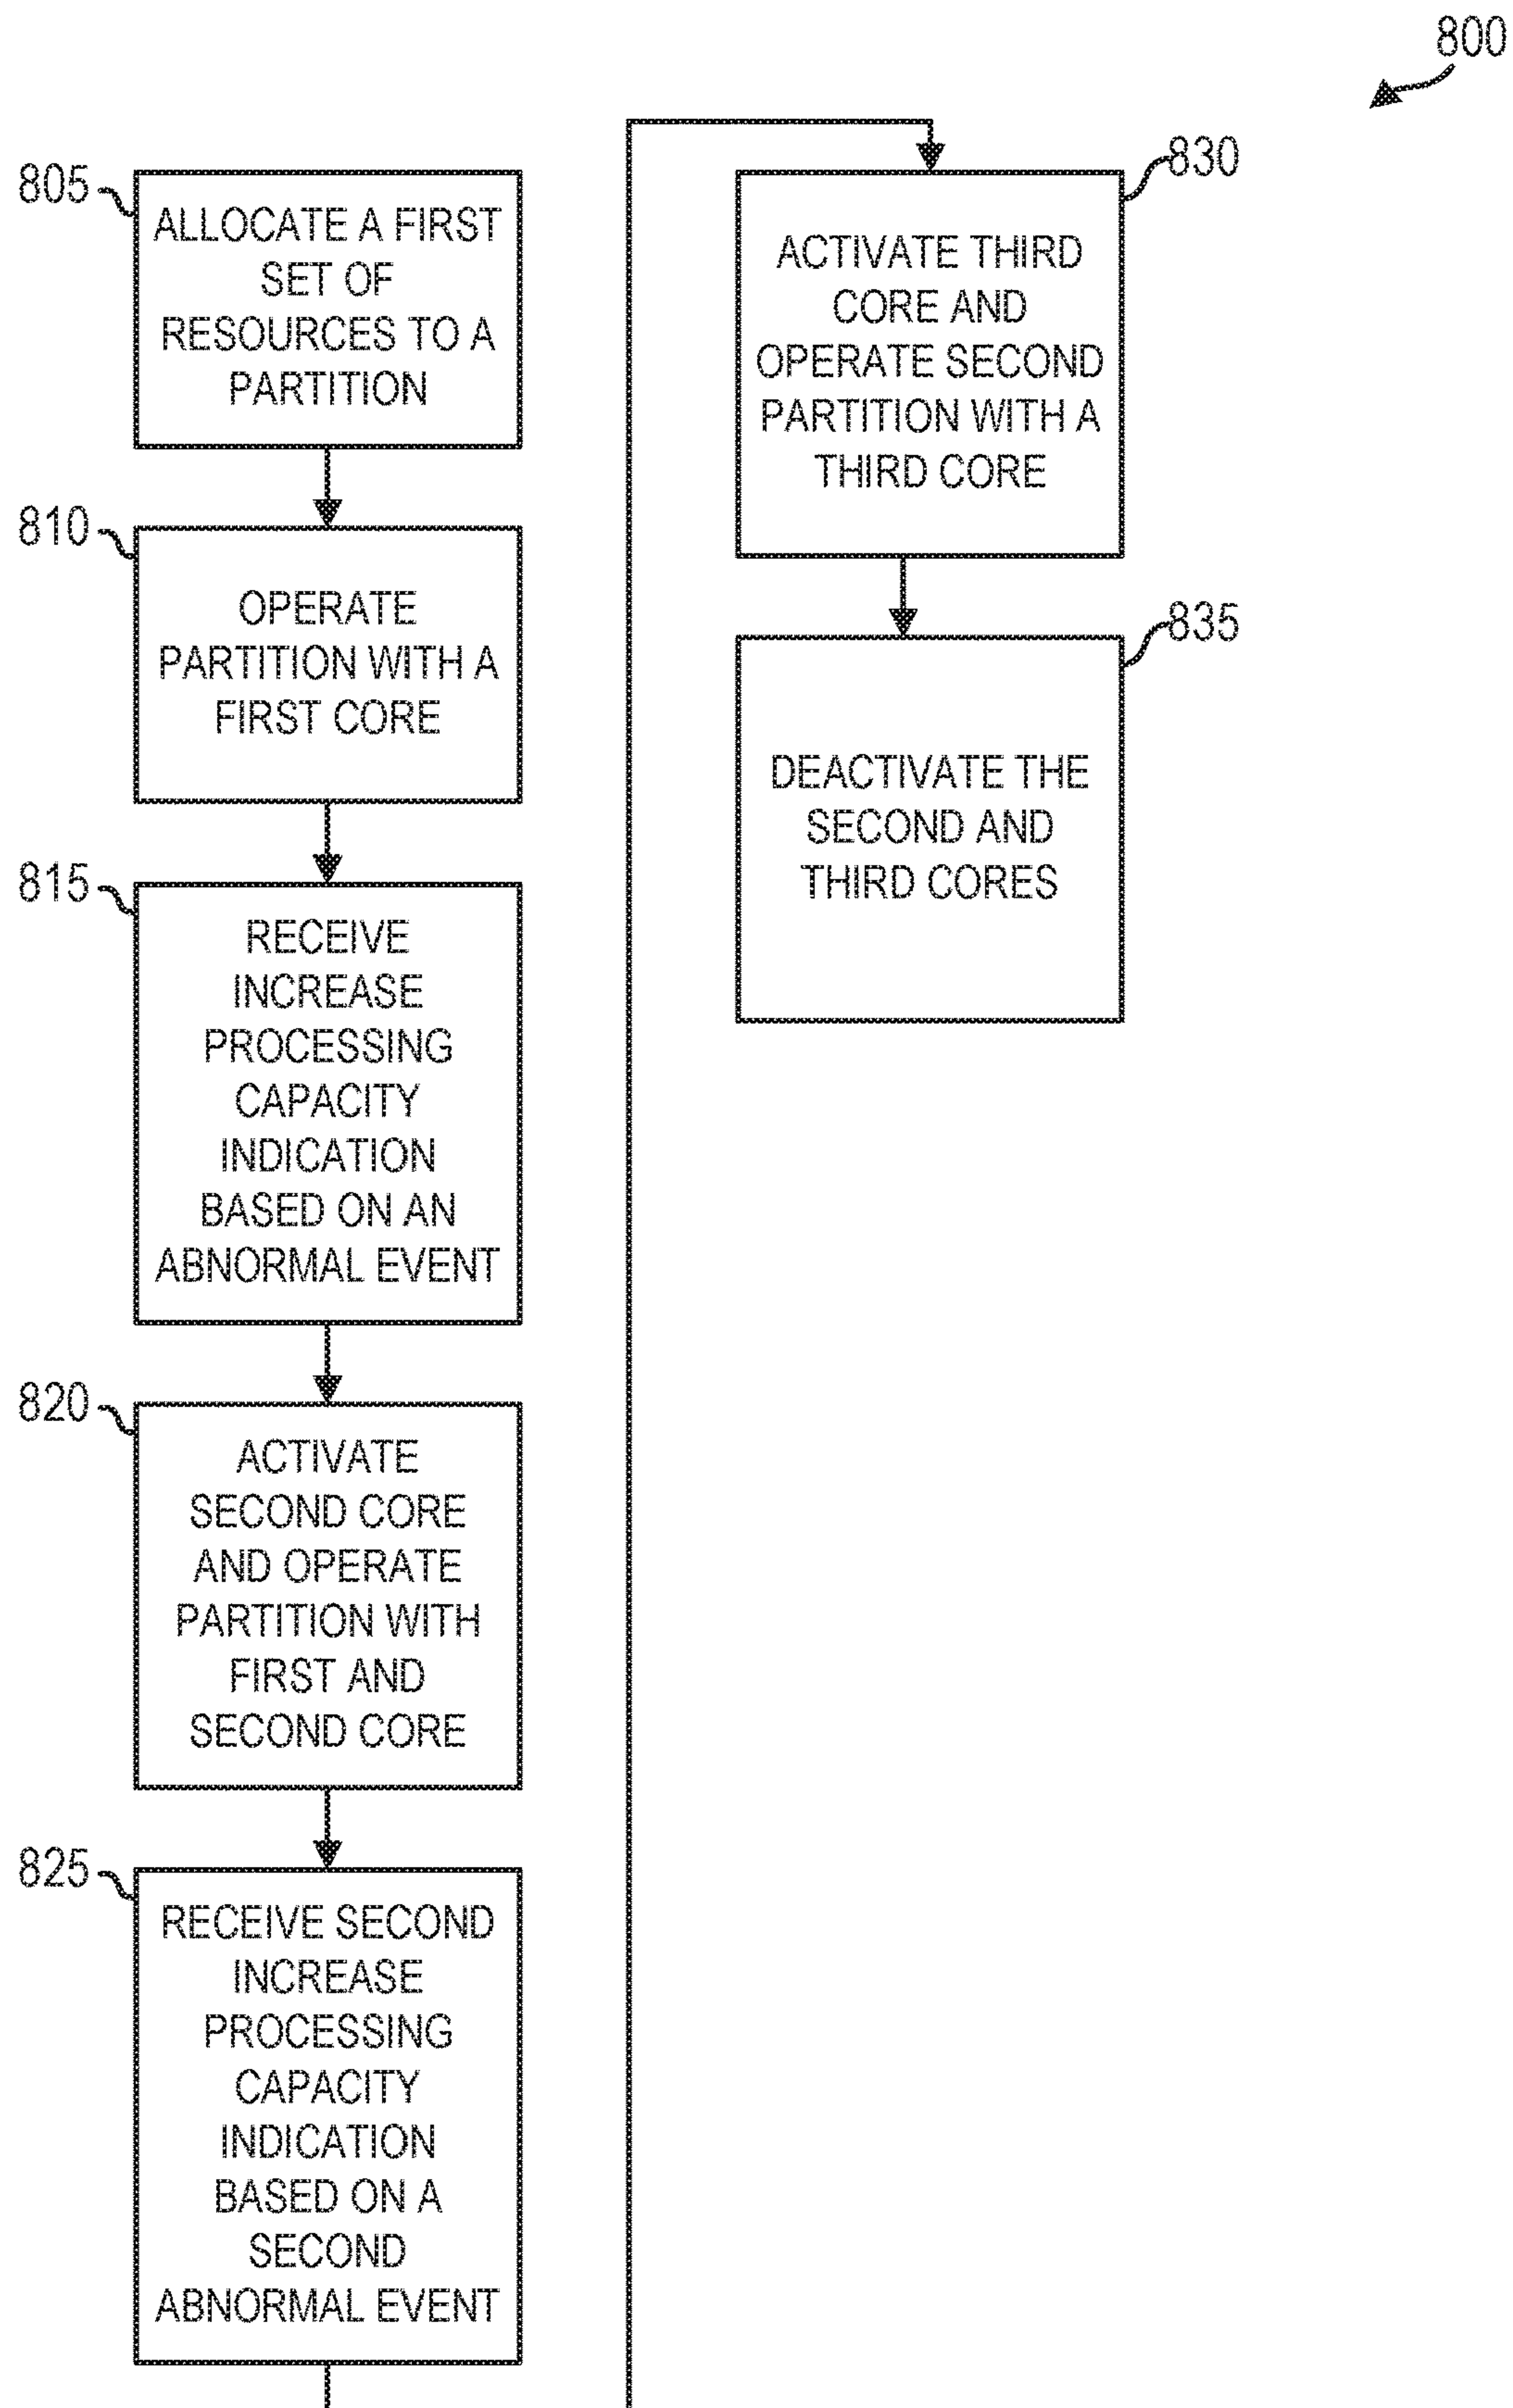 800
805
ALLOCATE A FIRST
SET OF
RESOURCES TO A
PARTITION
810
OPERATE
PARTITION WITH A
FIRST CORE
815
RECEIVE
INCREASE
PROCESSING
CAPACITY
INDICATION
BASED ON AN
ABNORMAL EVENT
820
ACTIVATE
SECOND CORE
AND OPERATE
PARTITION WITH
FIRST AND
SECOND CORE
825
RECEIVE SECOND
INCREASE
PROCESSING
CAPACITY
INDICATION
BASED ON A
SECOND
ABNORMAL EVENT
830
ACTIVATE THIRD
CORE AND
OPERATE SECOND
PARTITION WITH A
THIRD CORE
835
DEACTIVATE THE
SECOND AND
THIRD CORES